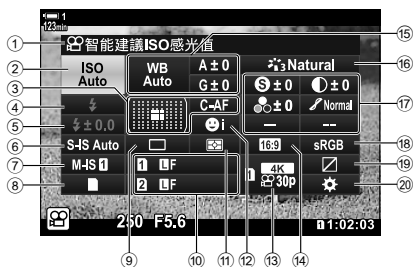 1
123min
① 智能建議ISO感光值
② ISO Auto
WB Auto
A±0
G±0
⑮
3 Natural ⑯
③
C-AF
S ±0
±0
⑰
④
⑤ ±0.0
i
±0
Normal
--
--
⑥ S-IS Auto
16:9
sRGB ⑱
⑦ M-IS 1
1 LF
1
4K
30p
⑲
⑧
2 LF
⑳
250 F5.6
1 1:02:03
⑨ ⑩ ⑪ ⑫ ⑬ ⑭